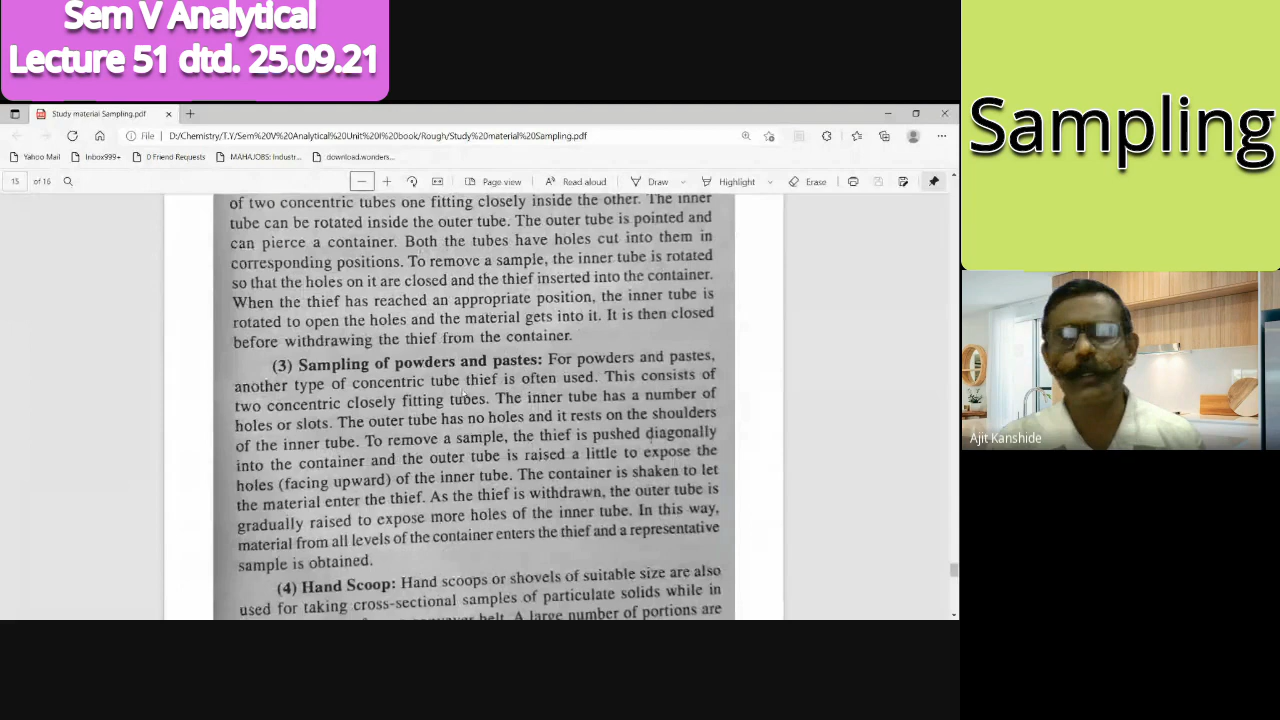 Sem V Analytical
Lecture 51 dtd. 25.09.21
Sampling
Study material Sampling.pdf
File
D:/Chemistry/T.Y/Sem%20V%20Analytical%20Unit%20I%20book/Rough/Study%20material%20Sampling.pdf
Yahoo Mail
Inbox999+
0 Friend Requests
MAHAJOBS: Industr...
download.wonders...
15 of 16
Page view
Read aloud
Draw
Highlight
Erase
of two concentric tubes one fitting closely inside the other. The inner
tube can be rotated inside the outer tube. The outer tube is pointed and
can pierce a container. Both the tubes have holes cut into them in
corresponding positions. To remove a sample, the inner tube is rotated
so that the holes on it are closed and the thief inserted into the container.
When the thief has reached an appropriate position, the inner tube is
rotated to open the holes and the material gets into it. It is then closed
before withdrawing the thief from the container.
(3) Sampling of powders and pastes: For powders and pastes,
another type of concentric tube thief is often used. This consists of
two concentric closely fitting tubes. The inner tube has a number of
holes or slots. The outer tube has no holes and it rests on the shoulders
of the inner tube. To remove a sample, the thief is pushed diagonally
into the container and the outer tube is raised a little to expose the
holes (facing upward) of the inner tube. The container is shaken to let
the material enter the thief. As the thief is withdrawn, the outer tube is
gradually raised to expose more holes of the inner tube. In this way,
material from all levels of the container enters the thief and a representative
sample is obtained.
(4) Hand Scoop: Hand scoops or shovels of suitable size are also
used for taking cross-sectional samples of particulate solids while in
belt. A large number of portions are
Ajit Kanshide